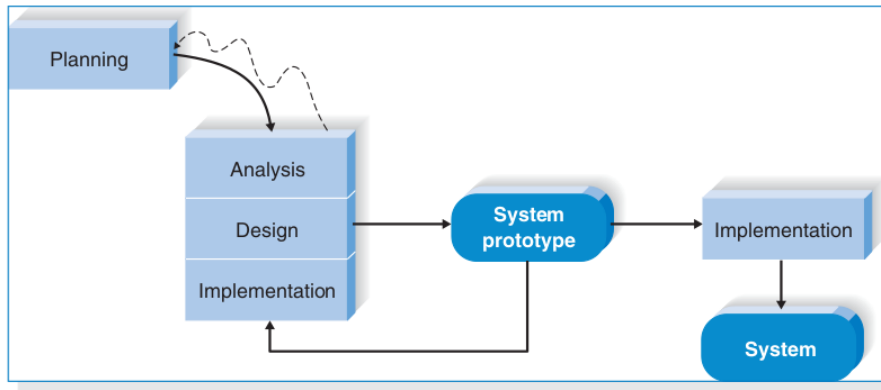 Planning
Analysis
Design
Implementation
System
prototype
Implementation
System